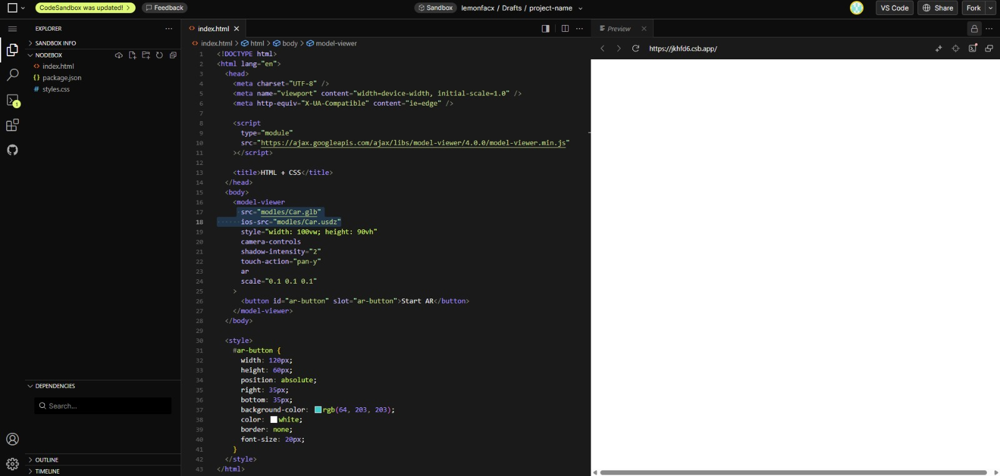 CodeSandbox was updated! >
Feedback
Sandbox lemonfacx / Drafts / project-name
VS Code
Share
Fork
EXPLORER
SANDBOX INFO
NODEBOX
index.html
package.json
styles.css
1
DEPENDENCIES
Search...
OUTLINE
TIMELINE
index.html
index.html > html > body > model-viewer
1 <!DOCTYPE html>
2 <html lang="en">
3 <head>
4 <meta charset="UTF-8" />
5 <meta name="viewport" content="width=device-width, initial-scale=1.0" />
6 <meta http-equiv="X-UA-Compatible" content="ie=edge" />
7
8 <script
9 type="module"
10 src="https://ajax.googleapis.com/ajax/libs/model-viewer/4.0.0/model-viewer.min.js"
11 ></script>
12
13 <title>HTML + CSS</title>
14 </head>
15 <body>
16 <model-viewer
17 src="modles/Car.glb"
18 ios-src="modles/Car.usdz"
19 style="width: 100vw; height: 90vh"
20 camera-controls
21 shadow-intensity="2"
22 touch-action="pan-y"
23 ar
24 scale="0.1 0.1 0.1"
25 >
26 <button id="ar-button" slot="ar-button">Start AR</button>
27 </model-viewer>
28 </body>
29
30 <style>
31 #ar-button {
32 width: 120px;
33 height: 60px;
34 position: absolute;
35 right: 35px;
36 bottom: 35px;
37 background-color: rgb(64, 203, 203);
38 color: white;
39 border: none;
40 font-size: 20px;
41 }
42 </style>
43 </html>
Preview
https://jkhfd6.csb.app/